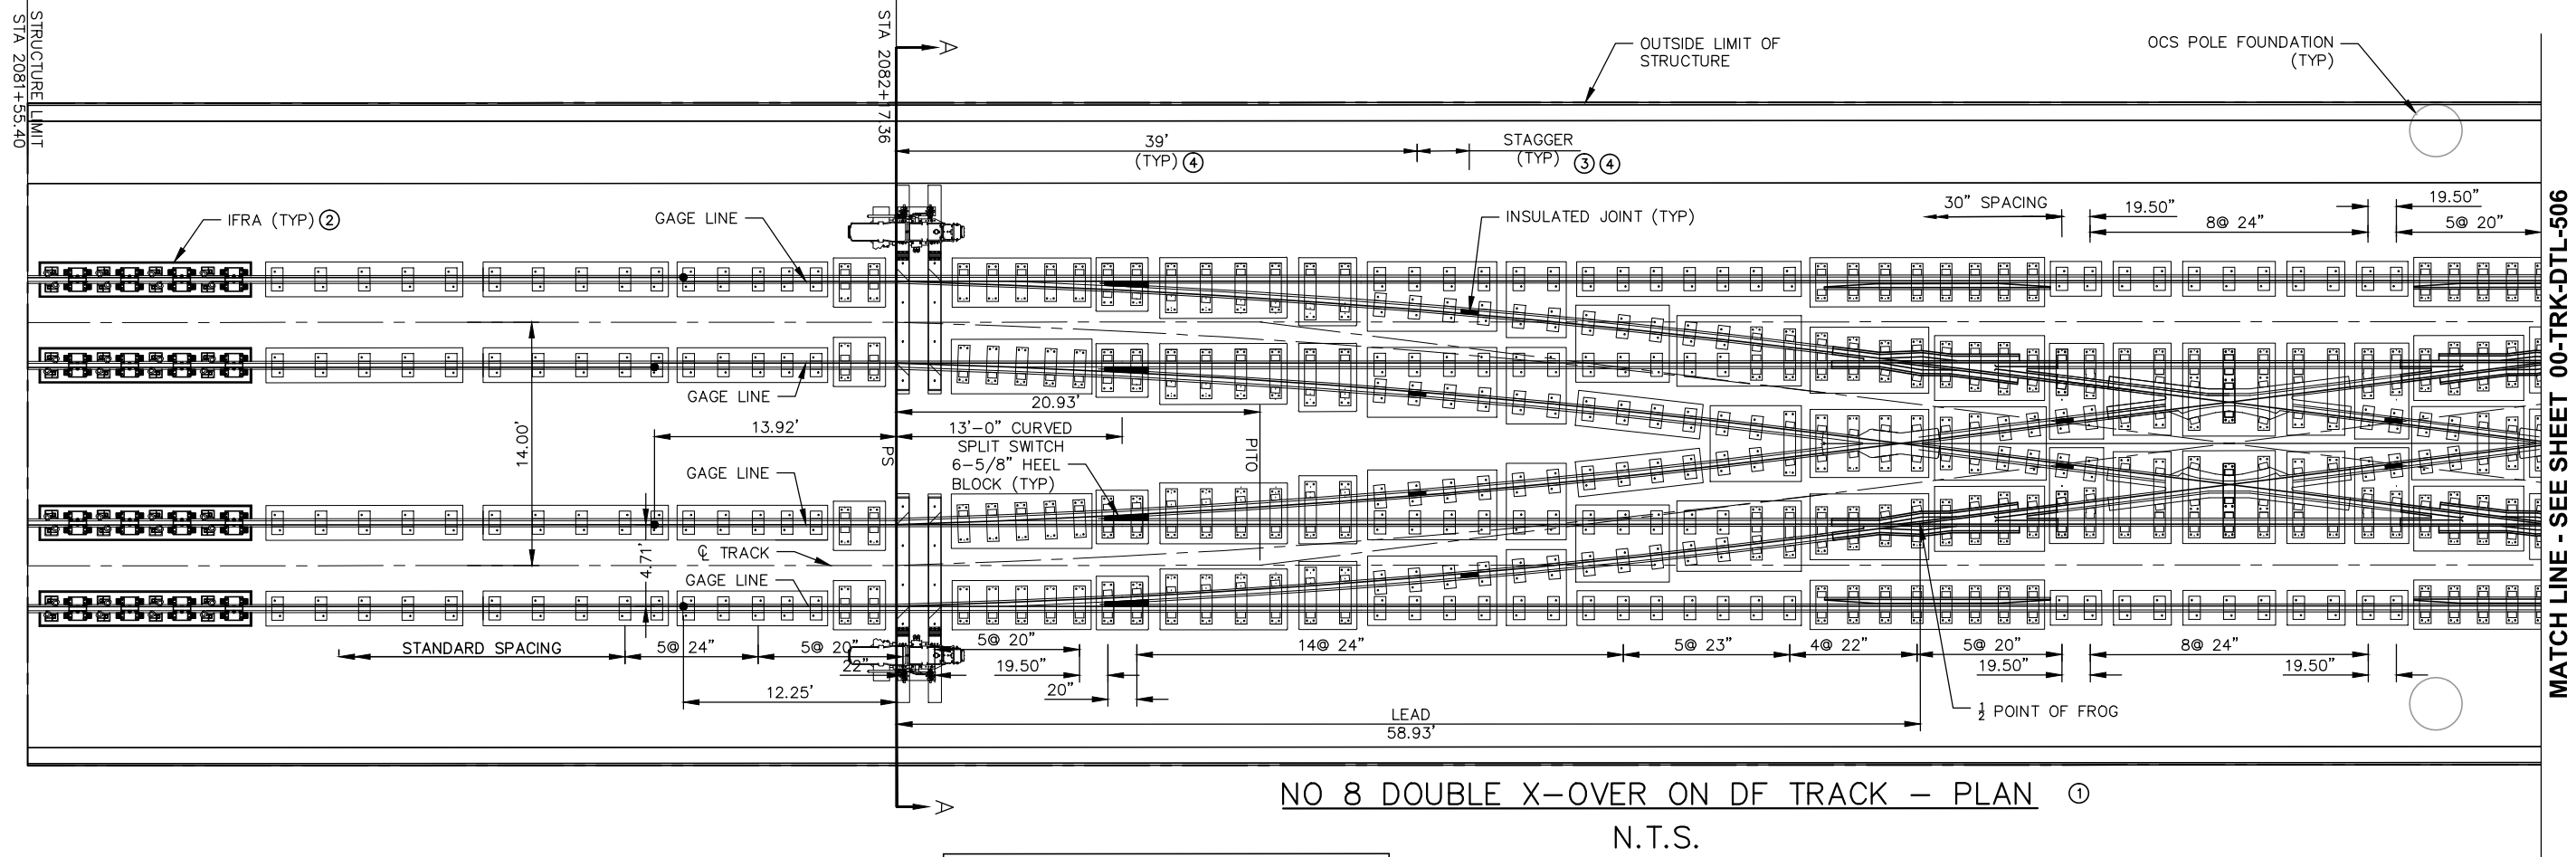 STRUCTURE LIMIT
STA 2081+55.40
STA 2082+17.36
A
OUTSIDE LIMIT OF
STRUCTURE
OCS POLE FOUNDATION
(TYP)
39'
(TYP) ④
STAGGER
(TYP) ③ ④
IFRA (TYP) ②
GAGE LINE
INSULATED JOINT (TYP)
30" SPACING
19.50"
8@ 24"
19.50"
5@ 20"
GAGE LINE
20.93'
13.92'
13'-0" CURVED
SPLIT SWITCH
6-5/8" HEEL
BLOCK (TYP)
PS
PITO
14.00'
GAGE LINE
℄ TRACK
4.71'
GAGE LINE
STANDARD SPACING
5@ 24"
5@ 20"
22"
5@ 20"
19.50"
20"
14@ 24"
5@ 23"
4@ 22"
5@ 20"
19.50"
8@ 24"
19.50"
12.25'
LEAD
58.93'
½ POINT OF FROG
A
NO 8 DOUBLE X-OVER ON DF TRACK - PLAN ①
N.T.S.
MATCH LINE - SEE SHEET 00-TRK-DTL-506